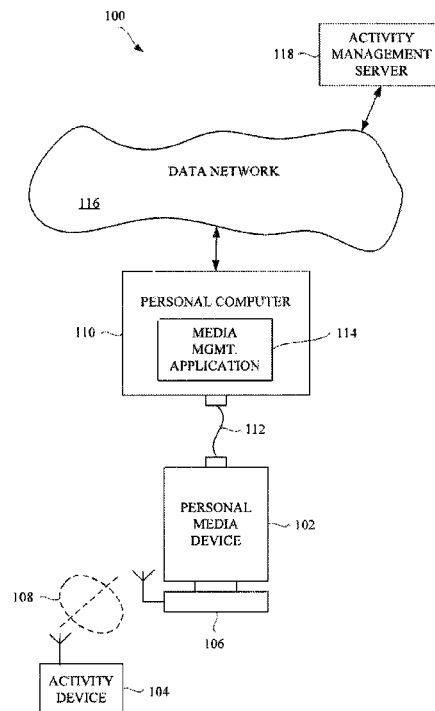 100
118
ACTIVITY
MANAGEMENT
SERVER
DATA NETWORK
116
PERSONAL COMPUTER
110
MEDIA
MGMT.
APPLICATION
114
112
PERSONAL
MEDIA
DEVICE
102
108
106
ACTIVITY
DEVICE
104